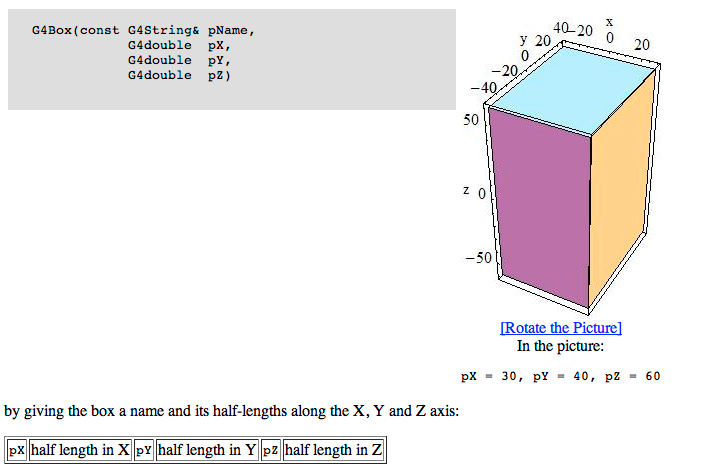 G4Box(const G4String& pName,
G4double pX,
G4double pY,
G4double pZ)
x
40 -20 0 20
y 20
0
-20
-40
50
z 0
-50
[Rotate the Picture]
In the picture:
pX = 30, pY = 40, pZ = 60
by giving the box a name and its half-lengths along the X, Y and Z axis:
pX half length in X pY half length in Y pZ half length in Z